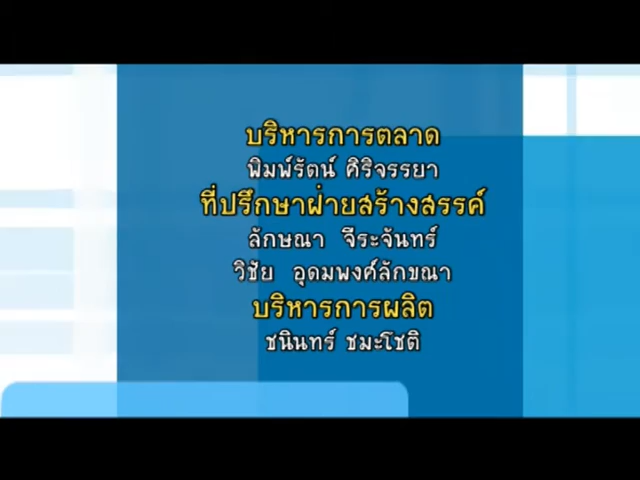 บริหารการตลาด
พิมพ์รัตน์ ศิริจรรยา
ที่ปรึกษาฝ่ายสร้างสรรค์
ลักษณา จีระจันทร์
วิชัย อุดมพงศ์ลักขณา
บริหารการผลิต
ชนินทร์ ชมะโชติ